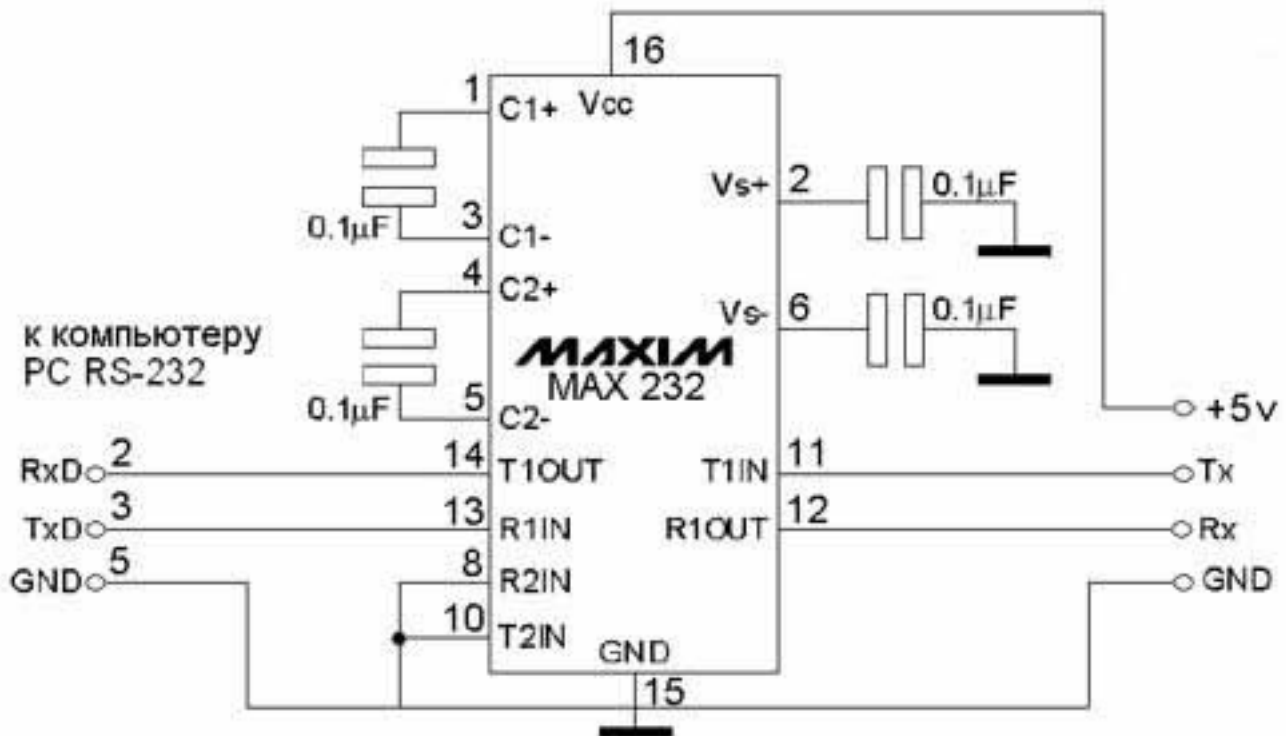 16
1 C1+ Vcc
Vs+ 2 0.1µF
0.1µF 3 C1-
4 C2+
Vs- 6 0.1µF
к компьютеру
PC RS-232
MAXIM
MAX 232
0.1µF 5 C2-
+5v
RxD 2 14 T1OUT T1IN 11 Tx
TxD 3 13 R1IN R1OUT 12 Rx
GND 5 8 R2IN GND
10 T2IN
GND
15